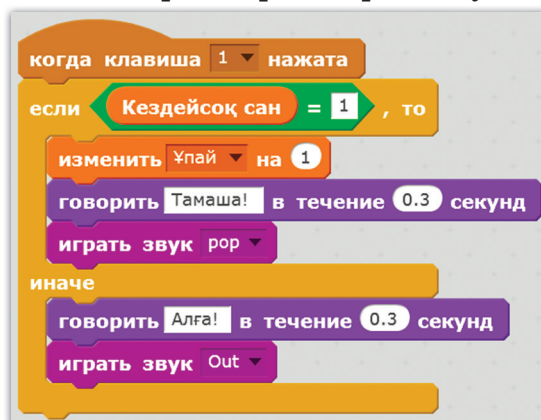 когда клавиша 1 нажата
если Кездейсоқ сан = 1 , то
изменить Ұпай на 1
говорить Тамаша! в течение 0.3 секунд
играть звук pop
иначе
говорить Алға! в течение 0.3 секунд
играть звук Out